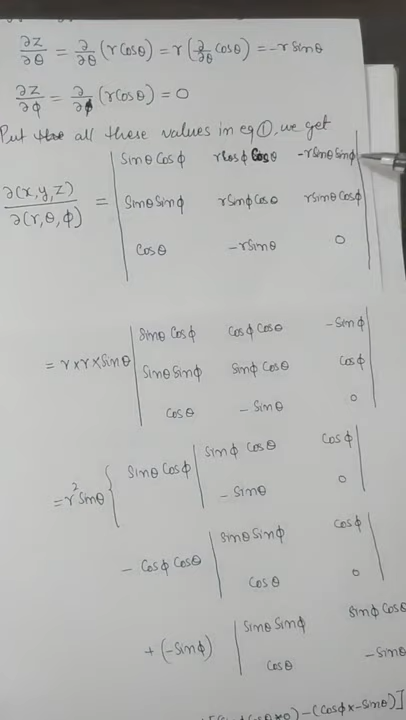 ∂z/∂θ = ∂/∂θ (r cosθ) = r (∂/∂θ cosθ) = -r sinθ
∂z/∂ϕ = ∂/∂ϕ (r cosθ) = 0
Put all these values in eq ①, we get
∂(x,y,z)/∂(r,θ,ϕ) = | sinθ cosϕ   r cosϕ cosθ   -r sinθ sinϕ |
| sinθ sinϕ   r sinϕ cosθ   r sinθ cosϕ |
| cosθ   -r sinθ   0 |
= r×r×sinθ | sinθ cosϕ   cosϕ cosθ   -sinϕ |
| sinθ sinϕ   sinϕ cosθ   cosϕ |
| cosθ   -sinθ   0 |
= r² sinθ { sinθ cosϕ | sinϕ cosθ   cosϕ |
| -sinθ   0 |
- cosϕ cosθ | sinθ sinϕ   cosϕ |
| cosθ   0 |
+ (-sinϕ) | sinθ sinϕ   sinϕ cosθ
| cosθ   -sinθ
-(cosϕ×-sinθ)]